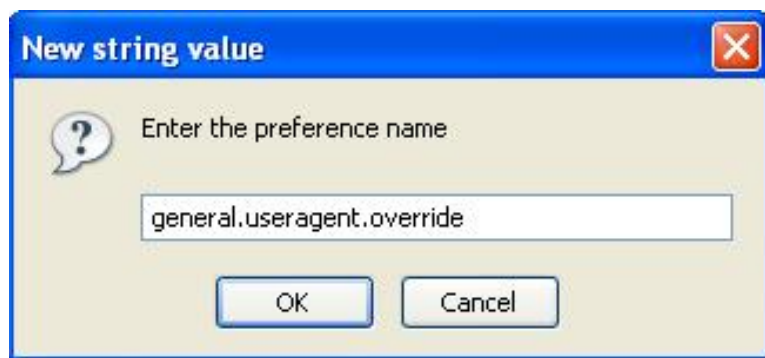 New string value
Enter the preference name
general.useragent.override
OK
Cancel